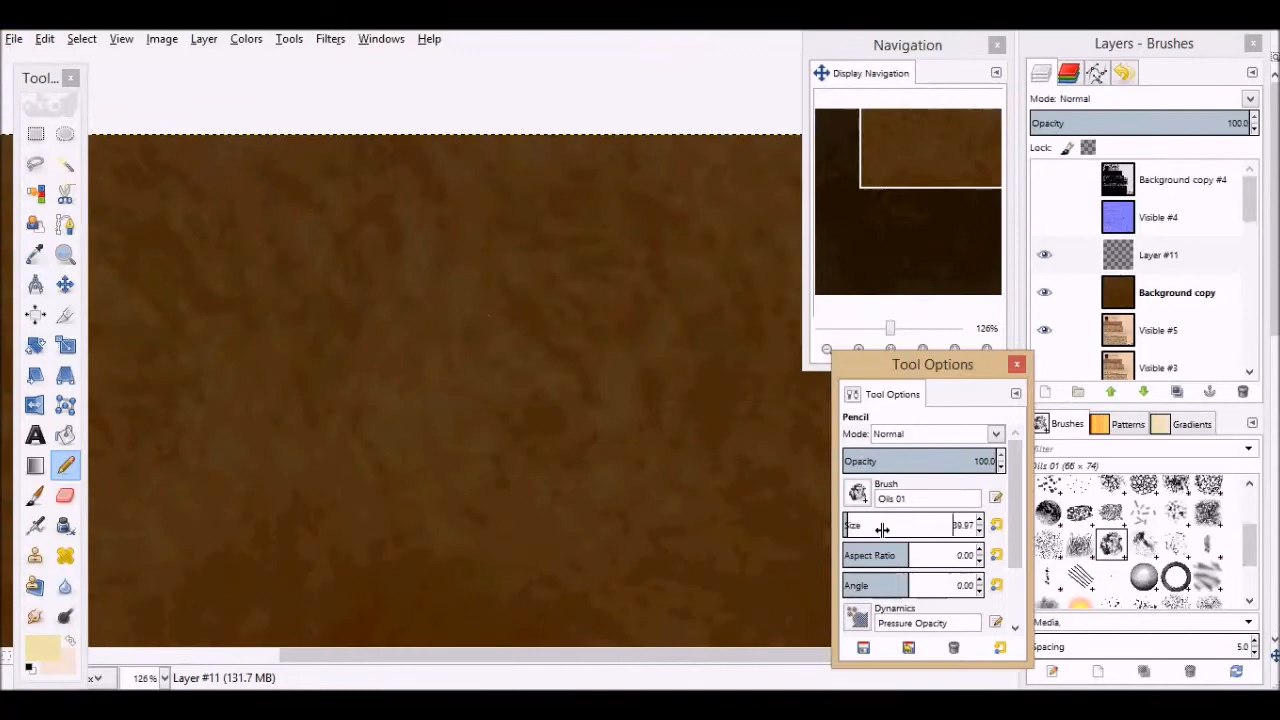 File Edit Select View Image Layer Colors Tools Filters Windows Help
Tool...
Navigation
Display Navigation
126%
Layers - Brushes
Mode: Normal
Opacity 100.0
Lock:
Background copy #4
Visible #4
Layer #11
Background copy
Visible #5
Visible #3
Tool Options
Tool Options
Pencil
Mode: Normal
Opacity 100.0
Brush
Oils 01
Size 39.97
Aspect Ratio 0.00
Angle 0.00
Dynamics
Pressure Opacity
Brushes Patterns Gradients
filter
Oils 01 (66 × 74)
Media,
Spacing 5.0
126% Layer #11 (131.7 MB)